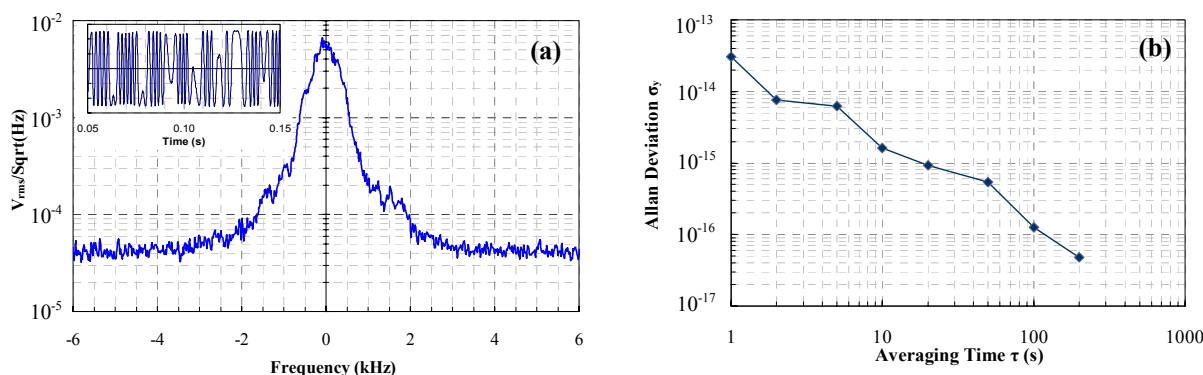 (a)
V_rms/Sqrt(Hz)
10^-2
10^-3
10^-4
10^-5
0.05 0.10 0.15
Time (s)
-6 -4 -2 0 2 4 6
Frequency (kHz)
(b)
Allan Deviation σ_y
10^-13
10^-14
10^-15
10^-16
10^-17
1 10 100 1000
Averaging Time τ (s)